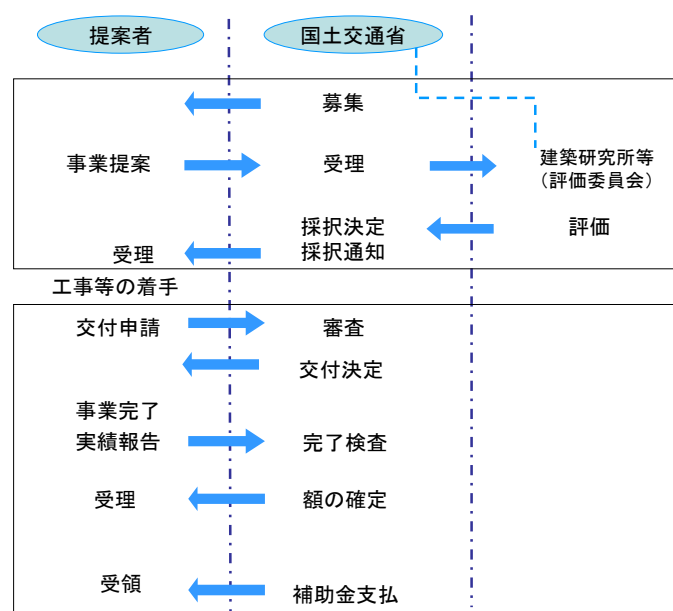 提案者
国土交通省
募集
事業提案
受理
建築研究所等
（評価委員会）
採択決定
評価
受理
採択通知
工事等の着手
交付申請
審査
交付決定
事業完了
実績報告
完了検査
受理
額の確定
受領
補助金支払